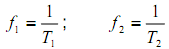 f₁ = 1/T₁ ; f₂ = 1/T₂